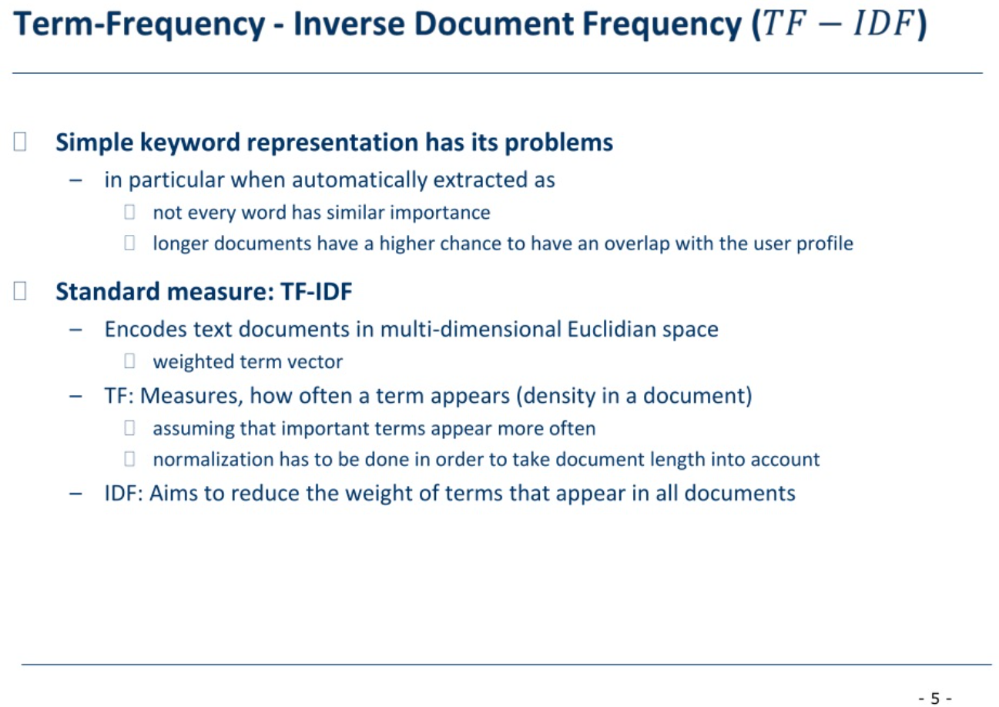 Term-Frequency - Inverse Document Frequency (TF − IDF)
Simple keyword representation has its problems
– in particular when automatically extracted as
not every word has similar importance
longer documents have a higher chance to have an overlap with the user profile
Standard measure: TF-IDF
– Encodes text documents in multi-dimensional Euclidian space
weighted term vector
– TF: Measures, how often a term appears (density in a document)
assuming that important terms appear more often
normalization has to be done in order to take document length into account
– IDF: Aims to reduce the weight of terms that appear in all documents
- 5 -